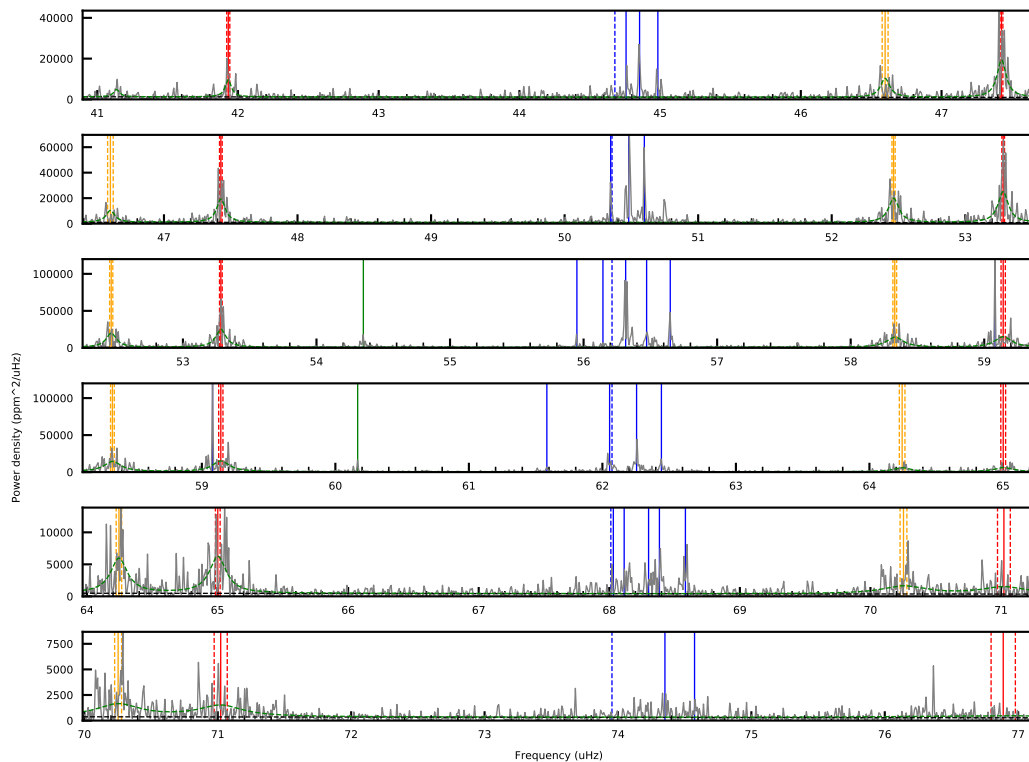 40000
20000
0
41 42 43 44 45 46 47
60000
40000
20000
0
47 48 49 50 51 52 53
100000
50000
0
53 54 55 56 57 58 59
100000
50000
0
59 60 61 62 63 64 65
10000
5000
0
64 65 66 67 68 69 70 71
7500
5000
2500
0
70 71 72 73 74 75 76 77
Power density (ppm^2/uHz)
Frequency (uHz)